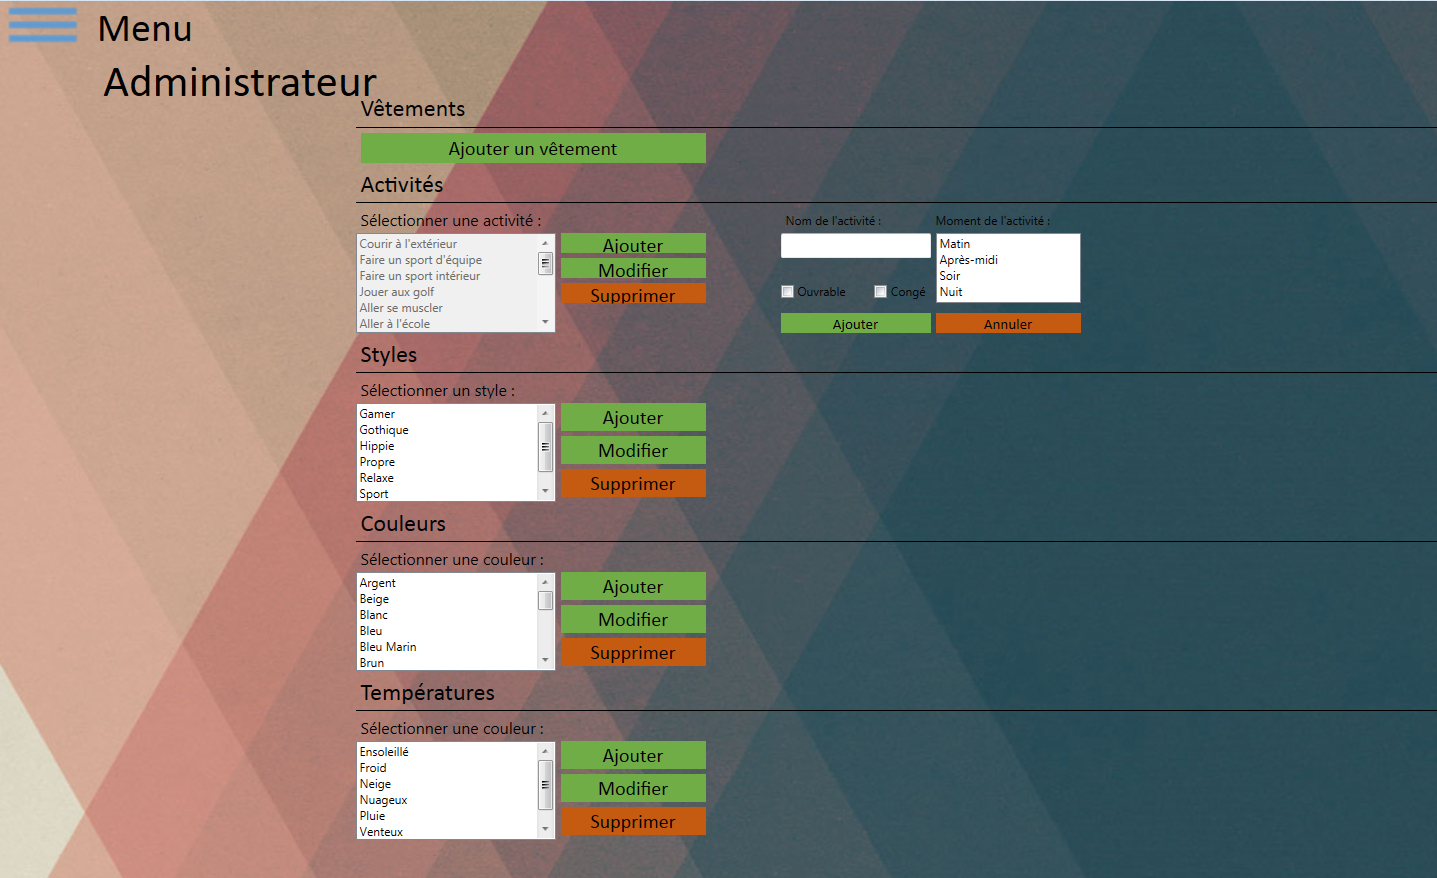 Menu
Administrateur
Vêtements
Ajouter un vêtement
Activités
Sélectionner une activité :
Courir à l'extérieur
Faire un sport d'équipe
Faire un sport intérieur
Jouer aux golf
Aller se muscler
Aller à l'école
Ajouter
Modifier
Supprimer
Nom de l'activité :
Moment de l'activité :
Matin
Après-midi
Soir
Nuit
Ouvrable
Congé
Ajouter
Annuler
Styles
Sélectionner un style :
Gamer
Gothique
Hippie
Propre
Relaxe
Sport
Ajouter
Modifier
Supprimer
Couleurs
Sélectionner une couleur :
Argent
Beige
Blanc
Bleu
Bleu Marin
Brun
Ajouter
Modifier
Supprimer
Températures
Sélectionner une couleur :
Ensoleillé
Froid
Neige
Nuageux
Pluie
Venteux
Ajouter
Modifier
Supprimer